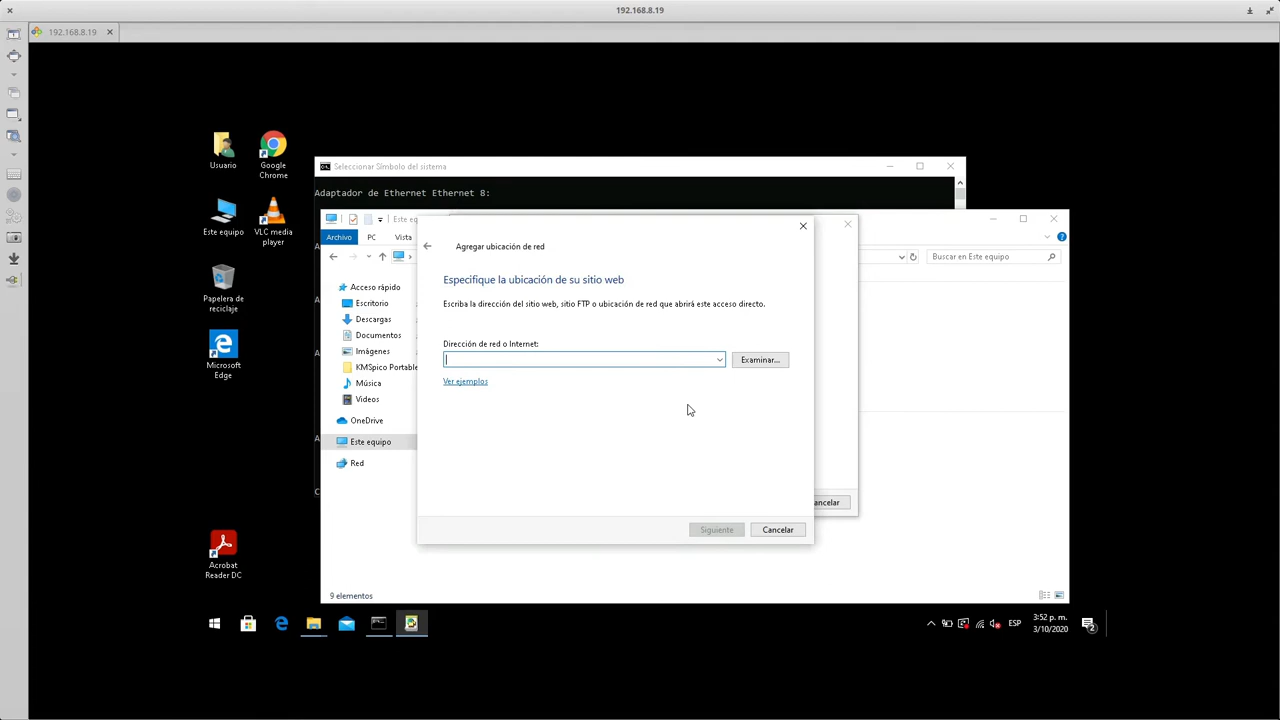 192.168.8.19
192.168.8.19
Usuario
Google
Chrome
Este equipo
VLC media
player
Papelera de
reciclaje
Microsoft
Edge
Acrobat
Reader DC
Seleccionar Símbolo del sistema
Adaptador de Ethernet Ethernet 8:
Este eq
Archivo
PC
Vista
Buscar en Este equipo
Acceso rápido
Escritorio
Descargas
Documentos
Imágenes
KMSpico Portable
Música
Videos
OneDrive
Este equipo
Red
9 elementos
Agregar ubicación de red
Especifique la ubicación de su sitio web
Escriba la dirección del sitio web, sitio FTP o ubicación de red que abrirá este acceso directo.
Dirección de red o Internet:
Examinar...
Ver ejemplos
Siguiente
Cancelar
ancelar
ESP
3:52 p. m.
3/10/2020
2